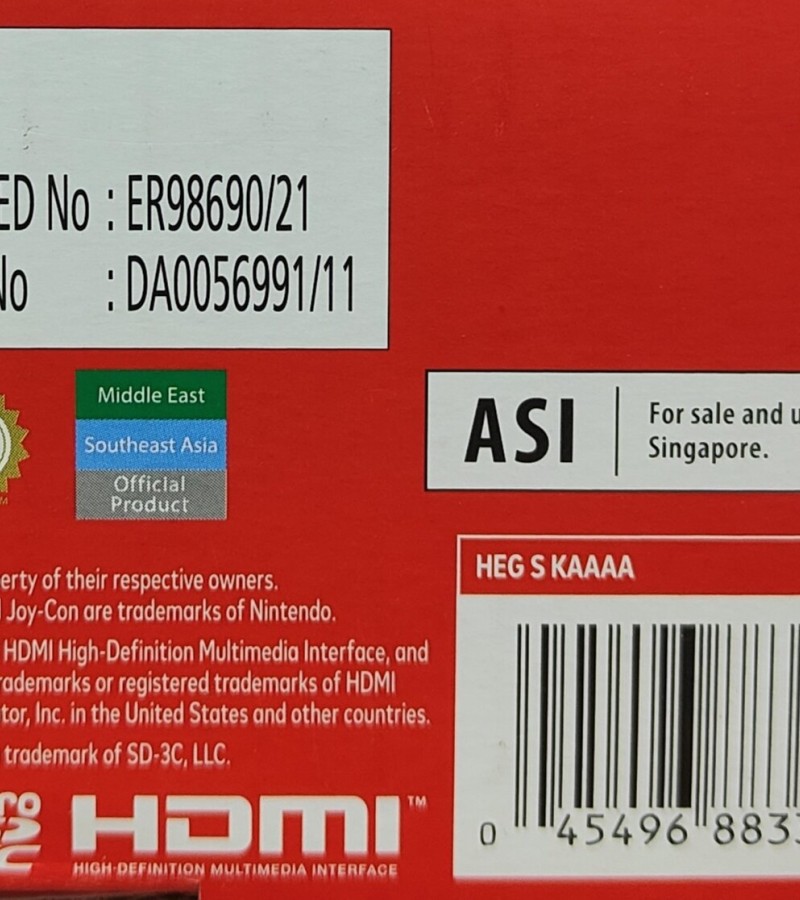 ED No : ER98690/21
No : DA0056991/11
Middle East
Southeast Asia
Official
Product
ASI
For sale and u
Singapore.
erty of their respective owners.
Joy-Con are trademarks of Nintendo.
HDMI High-Definition Multimedia Interface, and
rademarks or registered trademarks of HDMI
tor, Inc. in the United States and other countries.
trademark of SD-3C, LLC.
HDMI™
HIGH-DEFINITION MULTIMEDIA INTERFACE
HEG S KAAAA
0 45496 883